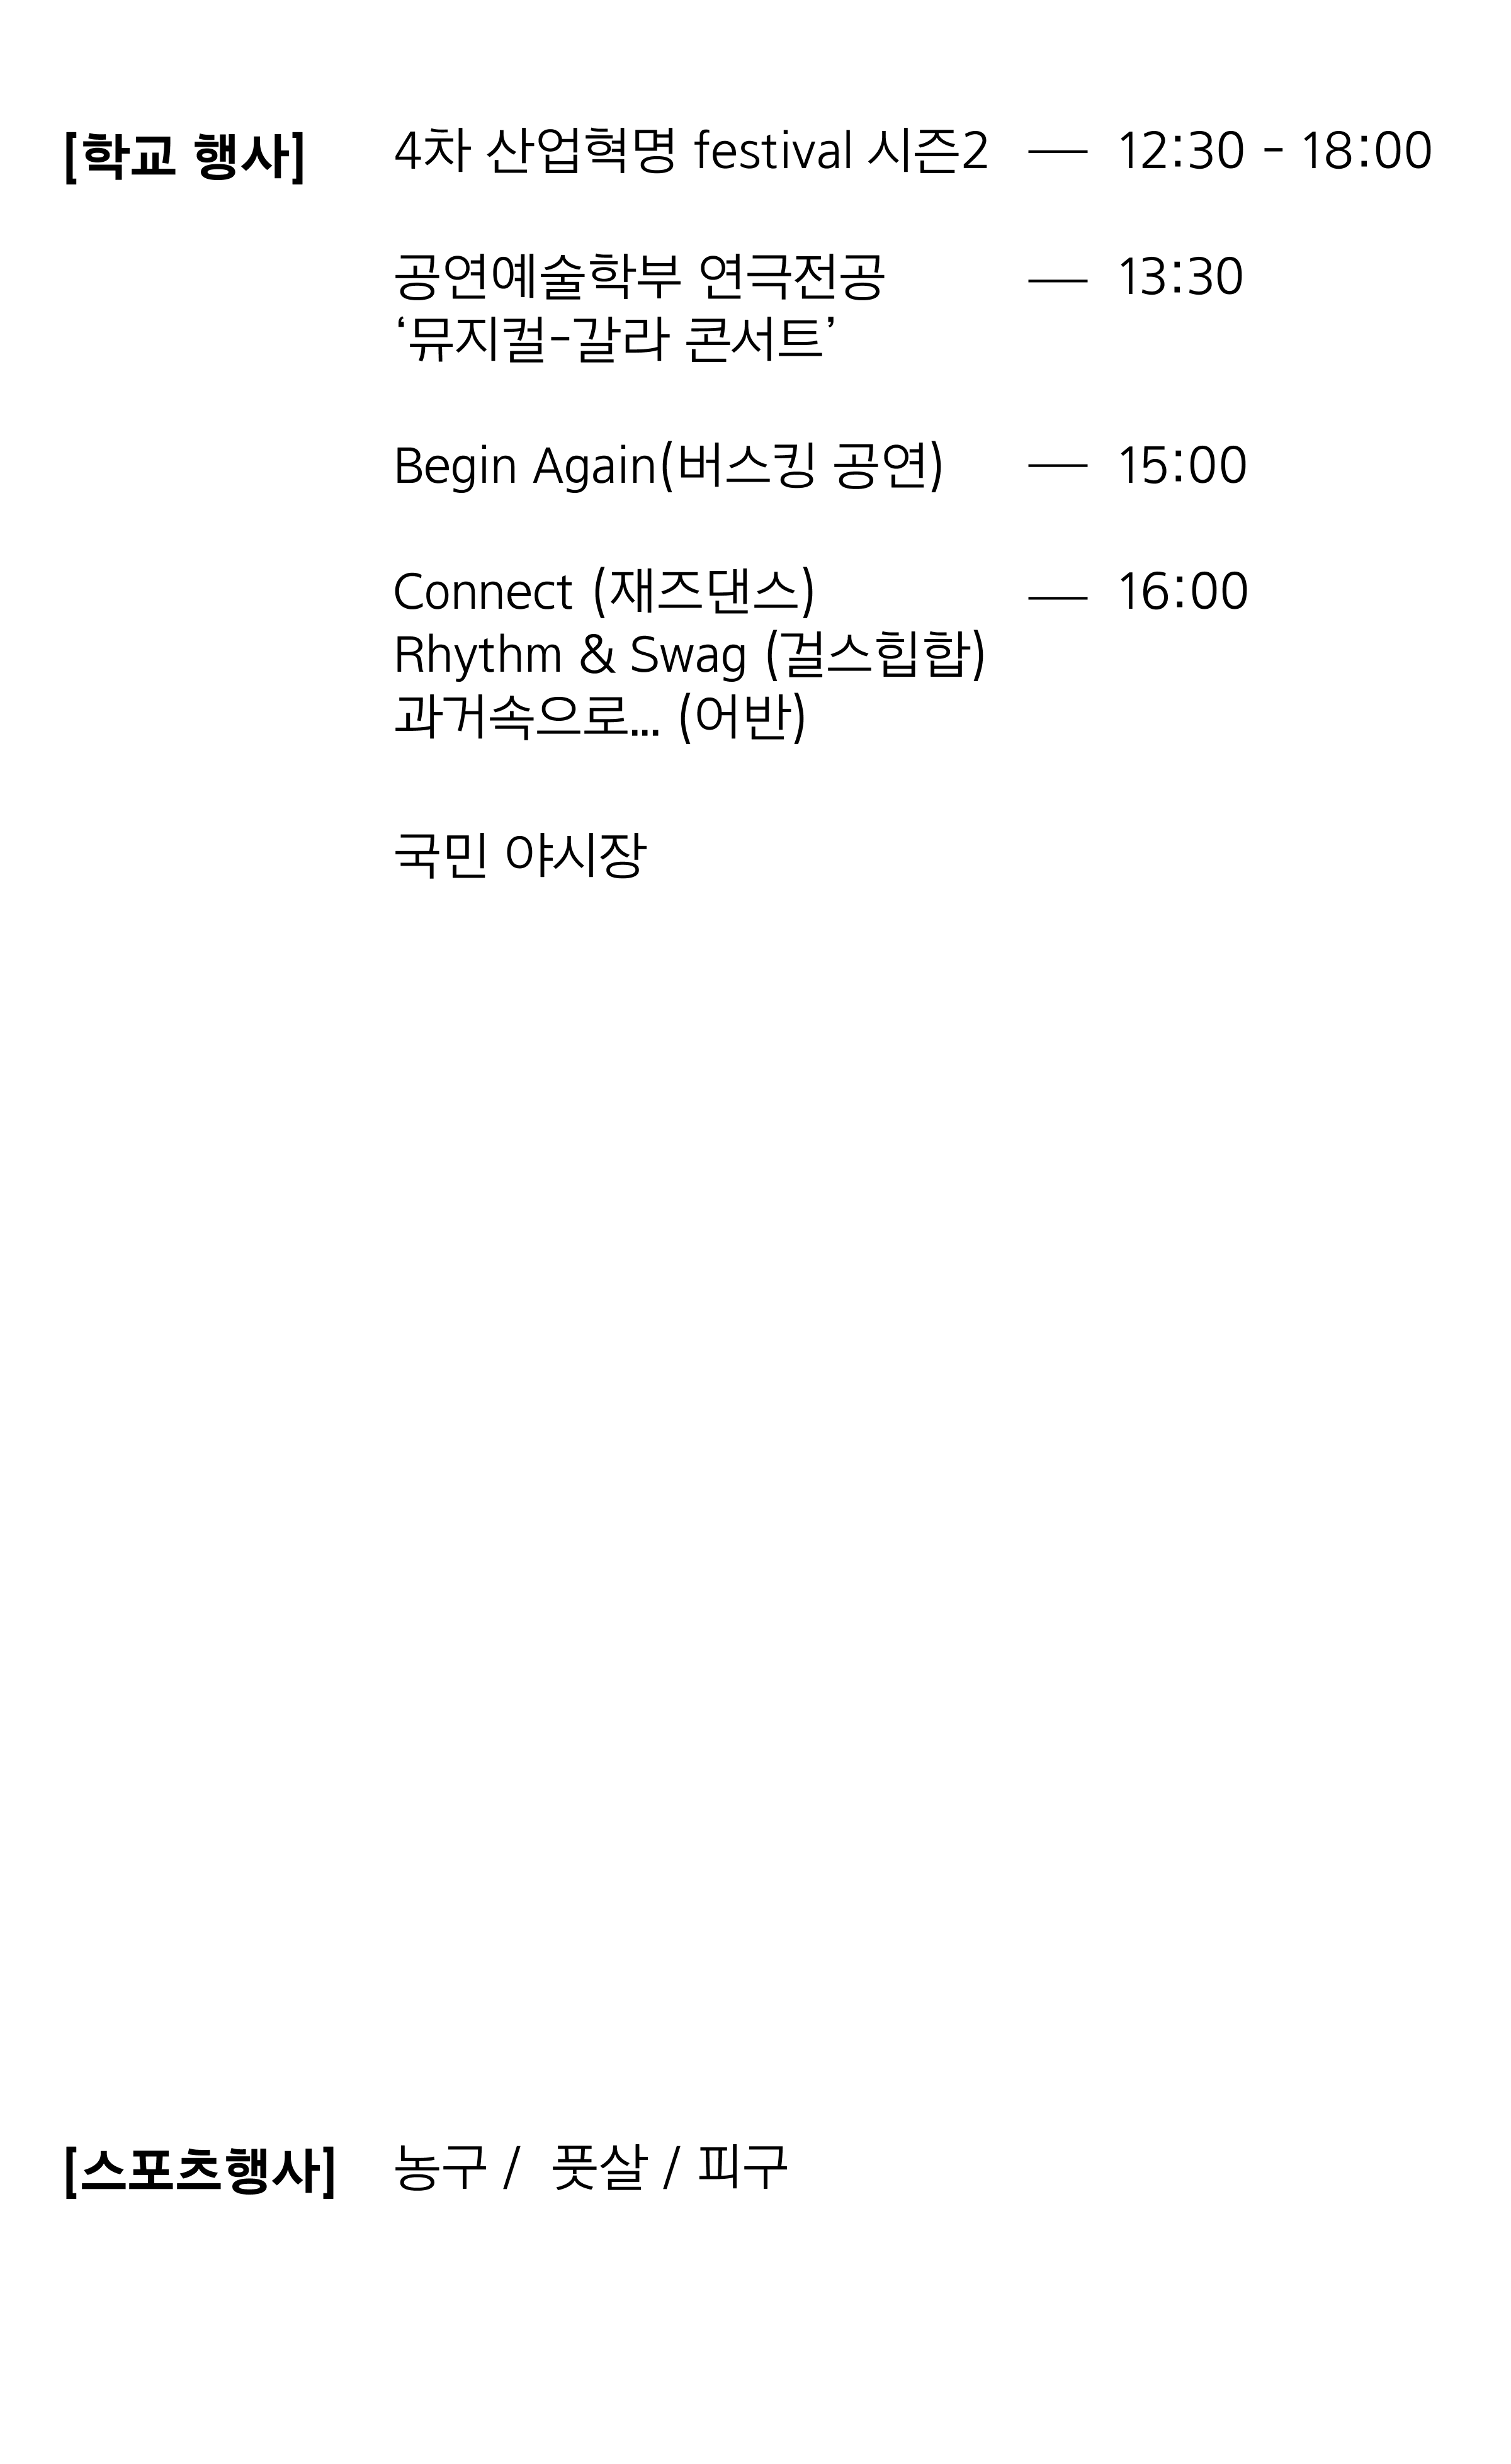 [학교 행사] 4차 산업혁명 festival 시즌2 — 12:30 - 18:00
공연예술학부 연극전공 — 13:30
‘뮤지컬-갈라 콘서트’
Begin Again(버스킹 공연) — 15:00
Connect (재즈댄스) — 16:00
Rhythm & Swag (걸스힙합)
과거속으로... (어반)
국민 야시장
[스포츠행사] 농구 / 풋살 / 피구